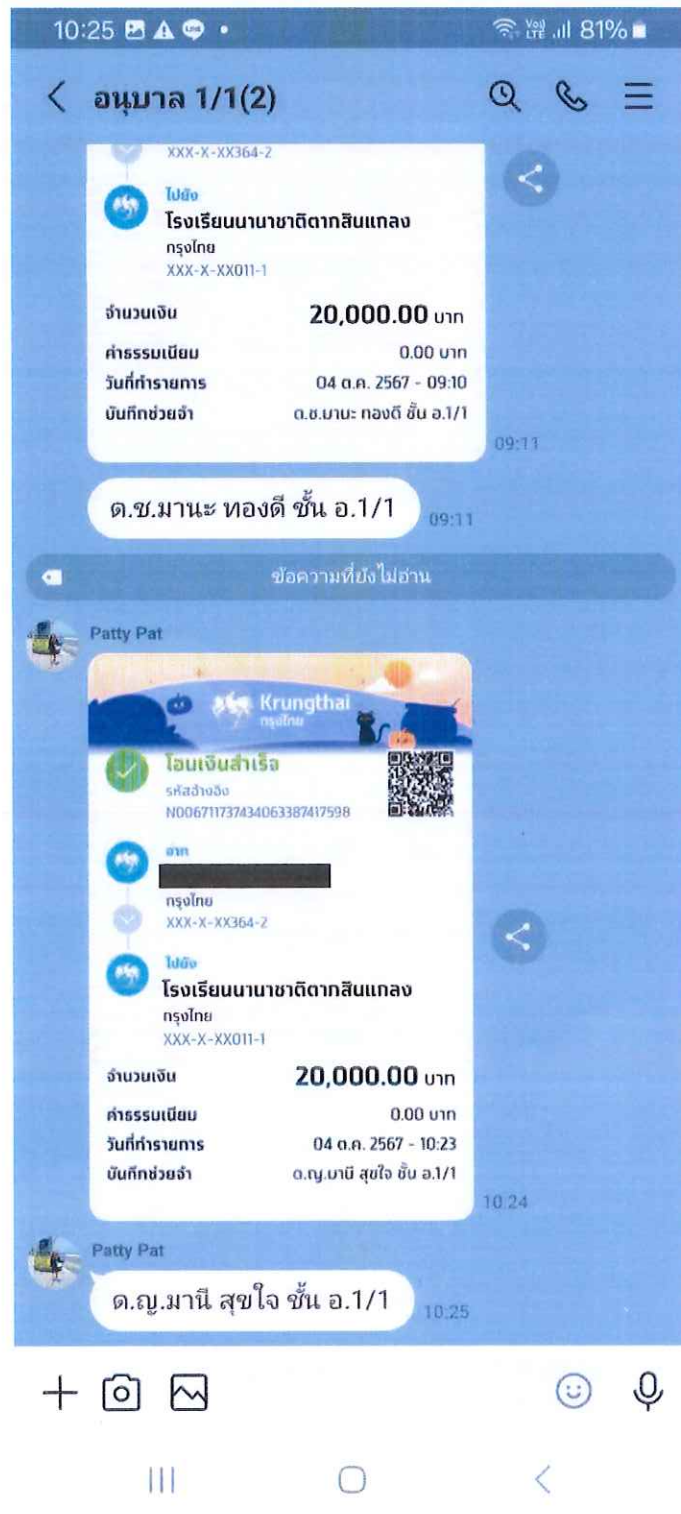 10:25
Vo)) LTE 81%
อนุบาล 1/1(2)
XXX-X-XX364-2
ไปยัง
โรงเรียนนานาชาติตากสินแกลง
กรุงไทย
XXX-X-XX011-1
จำนวนเงิน 20,000.00 บาท
ค่าธรรมเนียม 0.00 บาท
วันที่ทำรายการ 04 ต.ค. 2567 - 09:10
บันทึกช่วยจำ ด.ช.มานะ ทองดี ชั้น อ.1/1
09:11
ด.ช.มานะ ทองดี ชั้น อ.1/1
09:11
ข้อความที่ยังไม่อ่าน
Patty Pat
Krungthai
กรุงไทย
โอนเงินสำเร็จ
รหัสอ้างอิง
N006711737434063387417598
จาก
กรุงไทย
XXX-X-XX364-2
ไปยัง
โรงเรียนนานาชาติตากสินแกลง
กรุงไทย
XXX-X-XX011-1
จำนวนเงิน 20,000.00 บาท
ค่าธรรมเนียม 0.00 บาท
วันที่ทำรายการ 04 ต.ค. 2567 - 10:23
บันทึกช่วยจำ ด.ญ.มานี สุขใจ ชั้น อ.1/1
10:24
Patty Pat
ด.ญ.มานี สุขใจ ชั้น อ.1/1
10:25